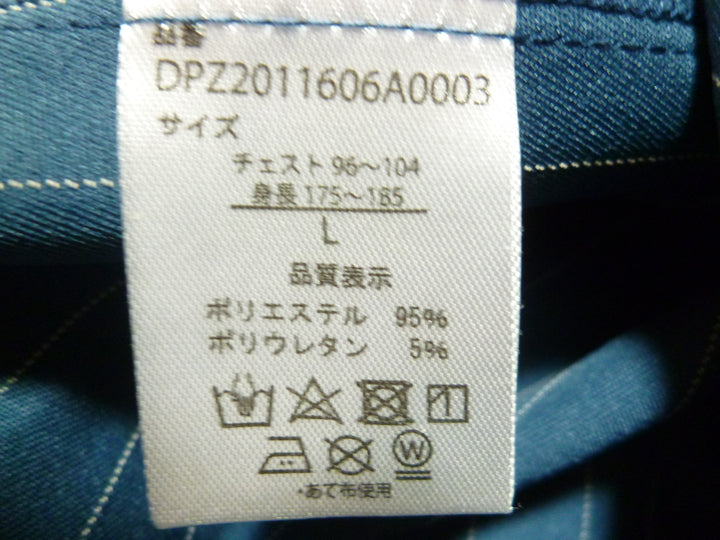 品番
DPZ2011606A0003
サイズ
チェスト 96～104
身長 175～185
L
品質表示
ポリエステル 95%
ポリウレタン 5%
W
・あて布使用